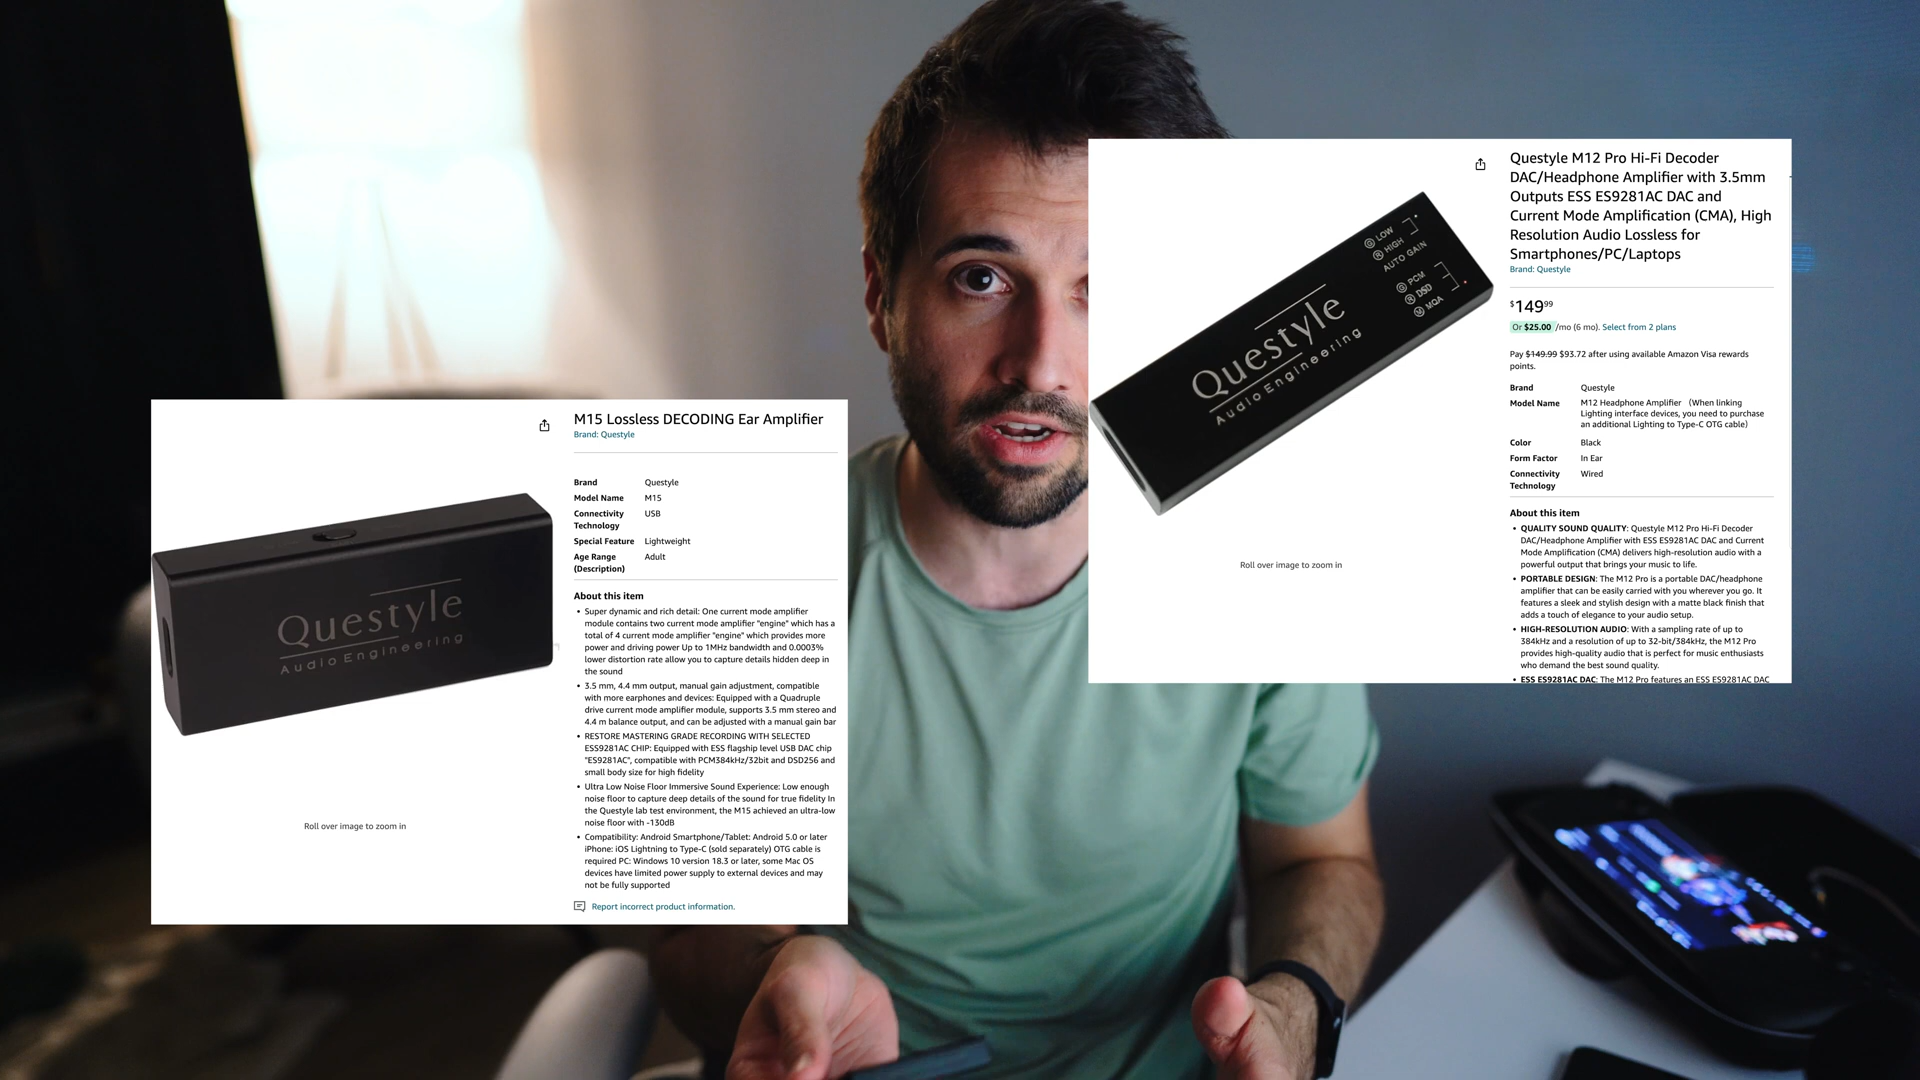 M15 Lossless DECODING Ear Amplifier
Brand: Questyle
Brand Questyle
Model Name M15
Connectivity USB
Technology
Special Feature Lightweight
Age Range Adult
(Description)
About this item
• Super dynamic and rich detail: One current mode amplifier
module contains two current mode amplifier "engine" which has a
total of 4 current mode amplifier "engine" which provides more
power and driving power Up to 1MHz bandwidth and 0.0003%
lower distortion rate allow you to capture details hidden deep in
the sound
• 3.5 mm, 4.4 mm output, manual gain adjustment, compatible
with more earphones and devices: Equipped with a Quadruple
drive current mode amplifier module, supports 3.5 mm stereo and
4.4 m balance output, and can be adjusted with a manual gain bar
• RESTORE MASTERING GRADE RECORDING WITH SELECTED
ESS9281AC CHIP: Equipped with ESS flagship level USB DAC chip
"ES9281AC", compatible with PCM384kHz/32bit and DSD256 and
small body size for high fidelity
• Ultra Low Noise Floor Immersive Sound Experience: Low enough
noise floor to capture deep details of the sound for true fidelity In
the Questyle lab test environment, the M15 achieved an ultra-low
noise floor with -130dB
• Compatibility: Android Smartphone/Tablet: Android 5.0 or later
iPhone: iOS Lightning to Type-C (sold separately) OTG cable is
required PC: Windows 10 version 18.3 or later, some Mac OS
devices have limited power supply to external devices and may
not be fully supported
Report incorrect product information.
Questyle
Audio Engineering
Roll over image to zoom in
Questyle M12 Pro Hi-Fi Decoder
DAC/Headphone Amplifier with 3.5mm
Outputs ESS ES9281AC DAC and
Current Mode Amplification (CMA), High
Resolution Audio Lossless for
Smartphones/PC/Laptops
Brand: Questyle
$149.99
Or $25.00 /mo (6 mo). Select from 2 plans
Pay $149.99 $93.72 after using available Amazon Visa rewards
points.
Brand Questyle
Model Name M12 Headphone Amplifier （When linking
Lighting interface devices, you need to purchase
an additional Lighting to Type-C OTG cable）
Color Black
Form Factor In Ear
Connectivity Wired
Technology
About this item
• QUALITY SOUND QUALITY: Questyle M12 Pro Hi-Fi Decoder
DAC/Headphone Amplifier with ESS ES9281AC DAC and Current
Mode Amplification (CMA) delivers high-resolution audio with a
powerful output that brings your music to life.
• PORTABLE DESIGN: The M12 Pro is a portable DAC/headphone
amplifier that can be easily carried with you wherever you go. It
features a sleek and stylish design with a matte black finish that
adds a touch of elegance to your audio setup.
• HIGH-RESOLUTION AUDIO: With a sampling rate of up to
384kHz and a resolution of up to 32-bit/384kHz, the M12 Pro
provides high-quality audio that is perfect for music enthusiasts
who demand the best sound quality.
• ESS ES9281AC DAC: The M12 Pro features an ESS ES9281AC DAC
Questyle
Audio Engineering
G LOW
R HIGH
AUTO GAIN
G PCM
R DSD
M MQA
Roll over image to zoom in